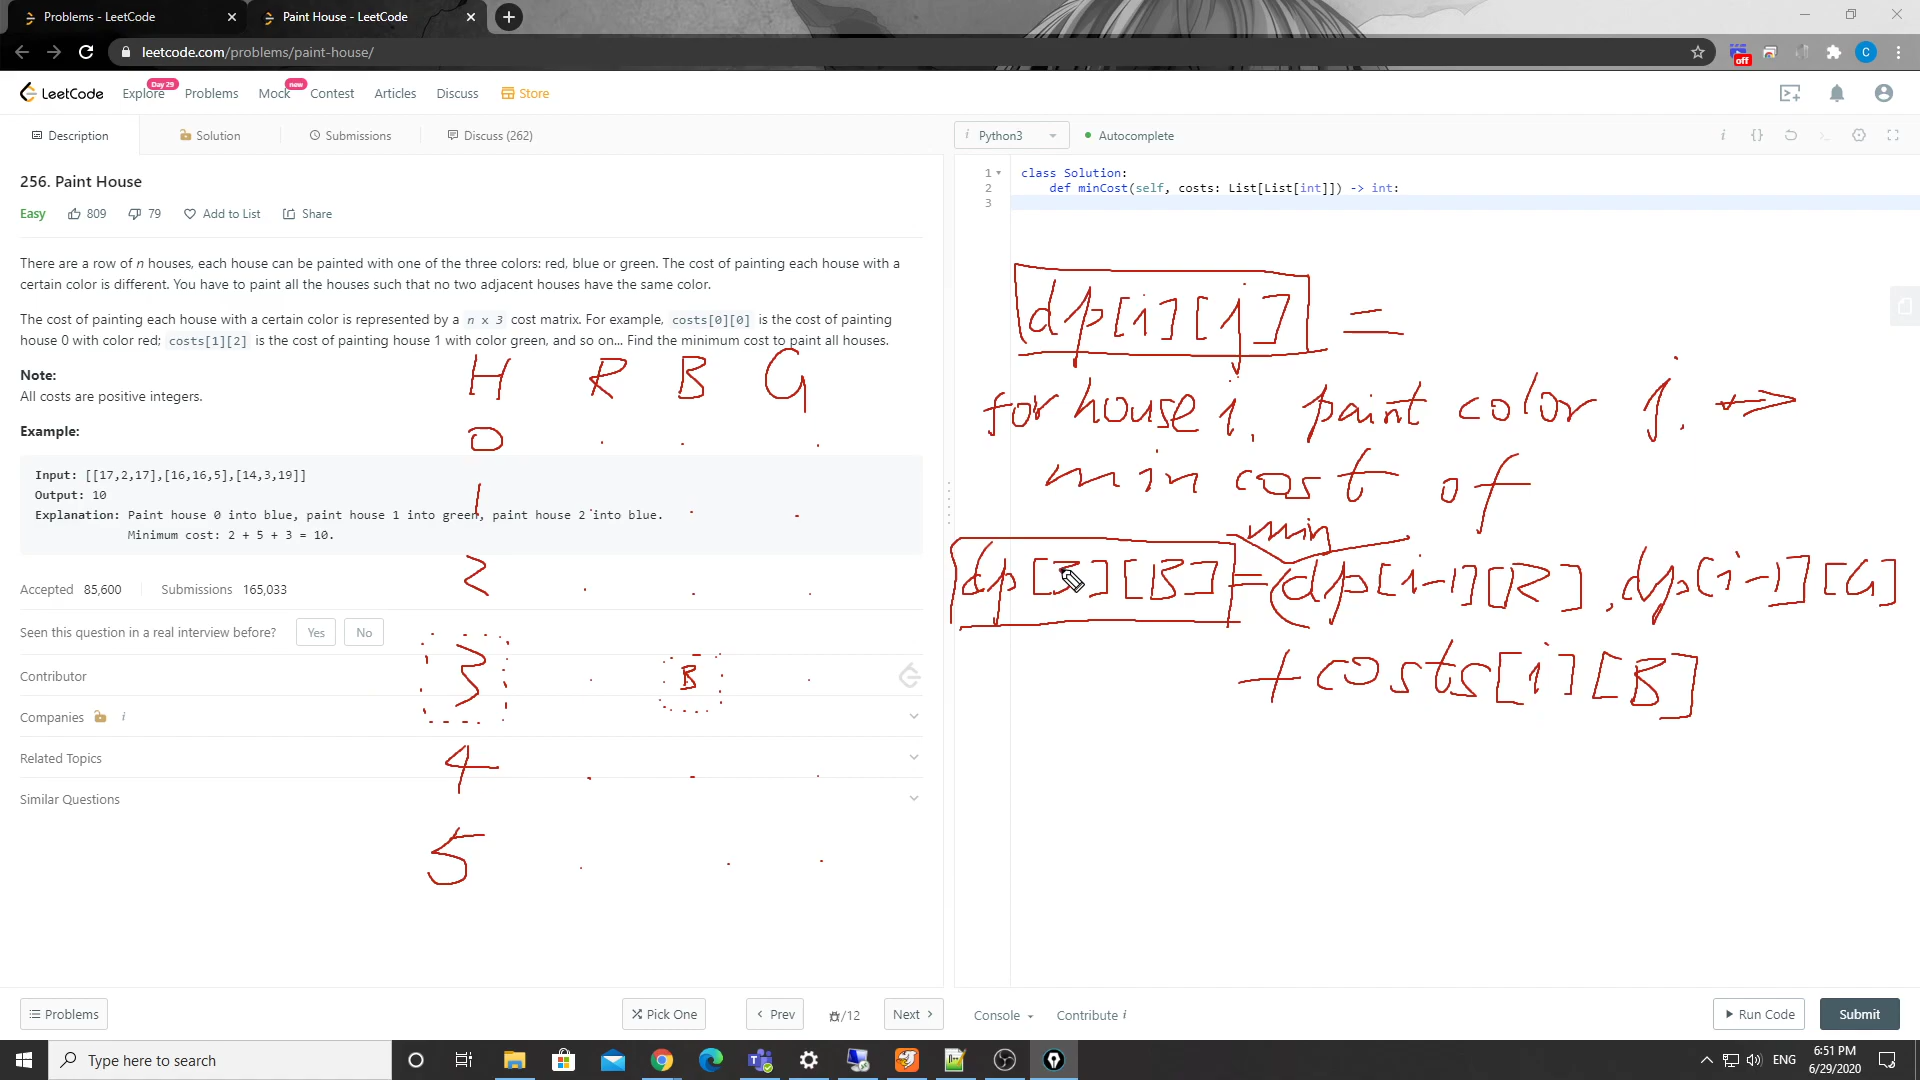 Problems - LeetCode
Paint House - LeetCode
leetcode.com/problems/paint-house/
off
C
LeetCode
Explore
Day 29
Problems
Mock
new
Contest
Articles
Discuss
Store
Description
Solution
Submissions
Discuss (262)
i Python3
Autocomplete
i
{}
256. Paint House
Easy
809
79
Add to List
Share
There are a row of n houses, each house can be painted with one of the three colors: red, blue or green. The cost of painting each house with a
certain color is different. You have to paint all the houses such that no two adjacent houses have the same color.
The cost of painting each house with a certain color is represented by a n x 3 cost matrix. For example, costs[0][0] is the cost of painting
house 0 with color red; costs[1][2] is the cost of painting house 1 with color green, and so on... Find the minimum cost to paint all houses.
Note:
All costs are positive integers.
Example:
Input: [[17,2,17],[16,16,5],[14,3,19]]
Output: 10
Explanation: Paint house 0 into blue, paint house 1 into green, paint house 2 into blue.
Minimum cost: 2 + 5 + 3 = 10.
Accepted 85,600
Submissions 165,033
Seen this question in a real interview before?
Yes
No
Contributor
Companies
i
Related Topics
Similar Questions
H R B G
0
1
2
3 B
4
5
1
2
3
class Solution:
def minCost(self, costs: List[List[int]]) -> int:
dp[i][j] =
for house i, paint color j. →
min cost of
min
dp[3][B] = (dp[i-1][R], dp[i-1][G]
+ costs[i][B]
Problems
Pick One
Prev
/12
Next
Console
Contribute i
Run Code
Submit
Type here to search
ENG
6:51 PM
6/29/2020